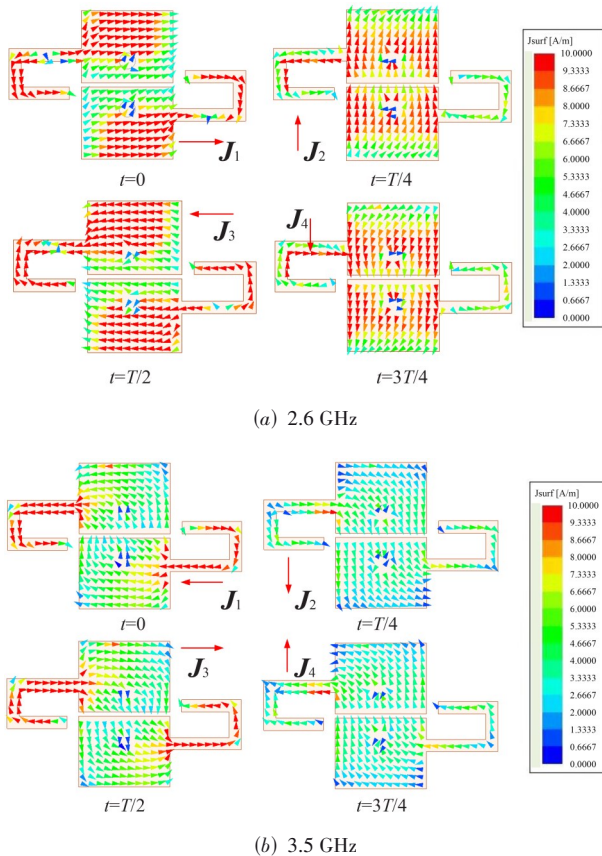 Jsurf [A/m]
10.0000
9.3333
8.6667
8.0000
7.3333
6.6667
6.0000
5.3333
4.6667
4.0000
3.3333
2.6667
2.0000
1.3333
0.6667
0.0000
J1
J2
t=0
t=T/4
J3
J4
t=T/2
t=3T/4
(a) 2.6 GHz
Jsurf [A/m]
10.0000
9.3333
8.6667
8.0000
7.3333
6.6667
6.0000
5.3333
4.6667
4.0000
3.3333
2.6667
2.0000
1.3333
0.6667
0.0000
J1
J2
t=0
t=T/4
J3
J4
t=T/2
t=3T/4
(b) 3.5 GHz